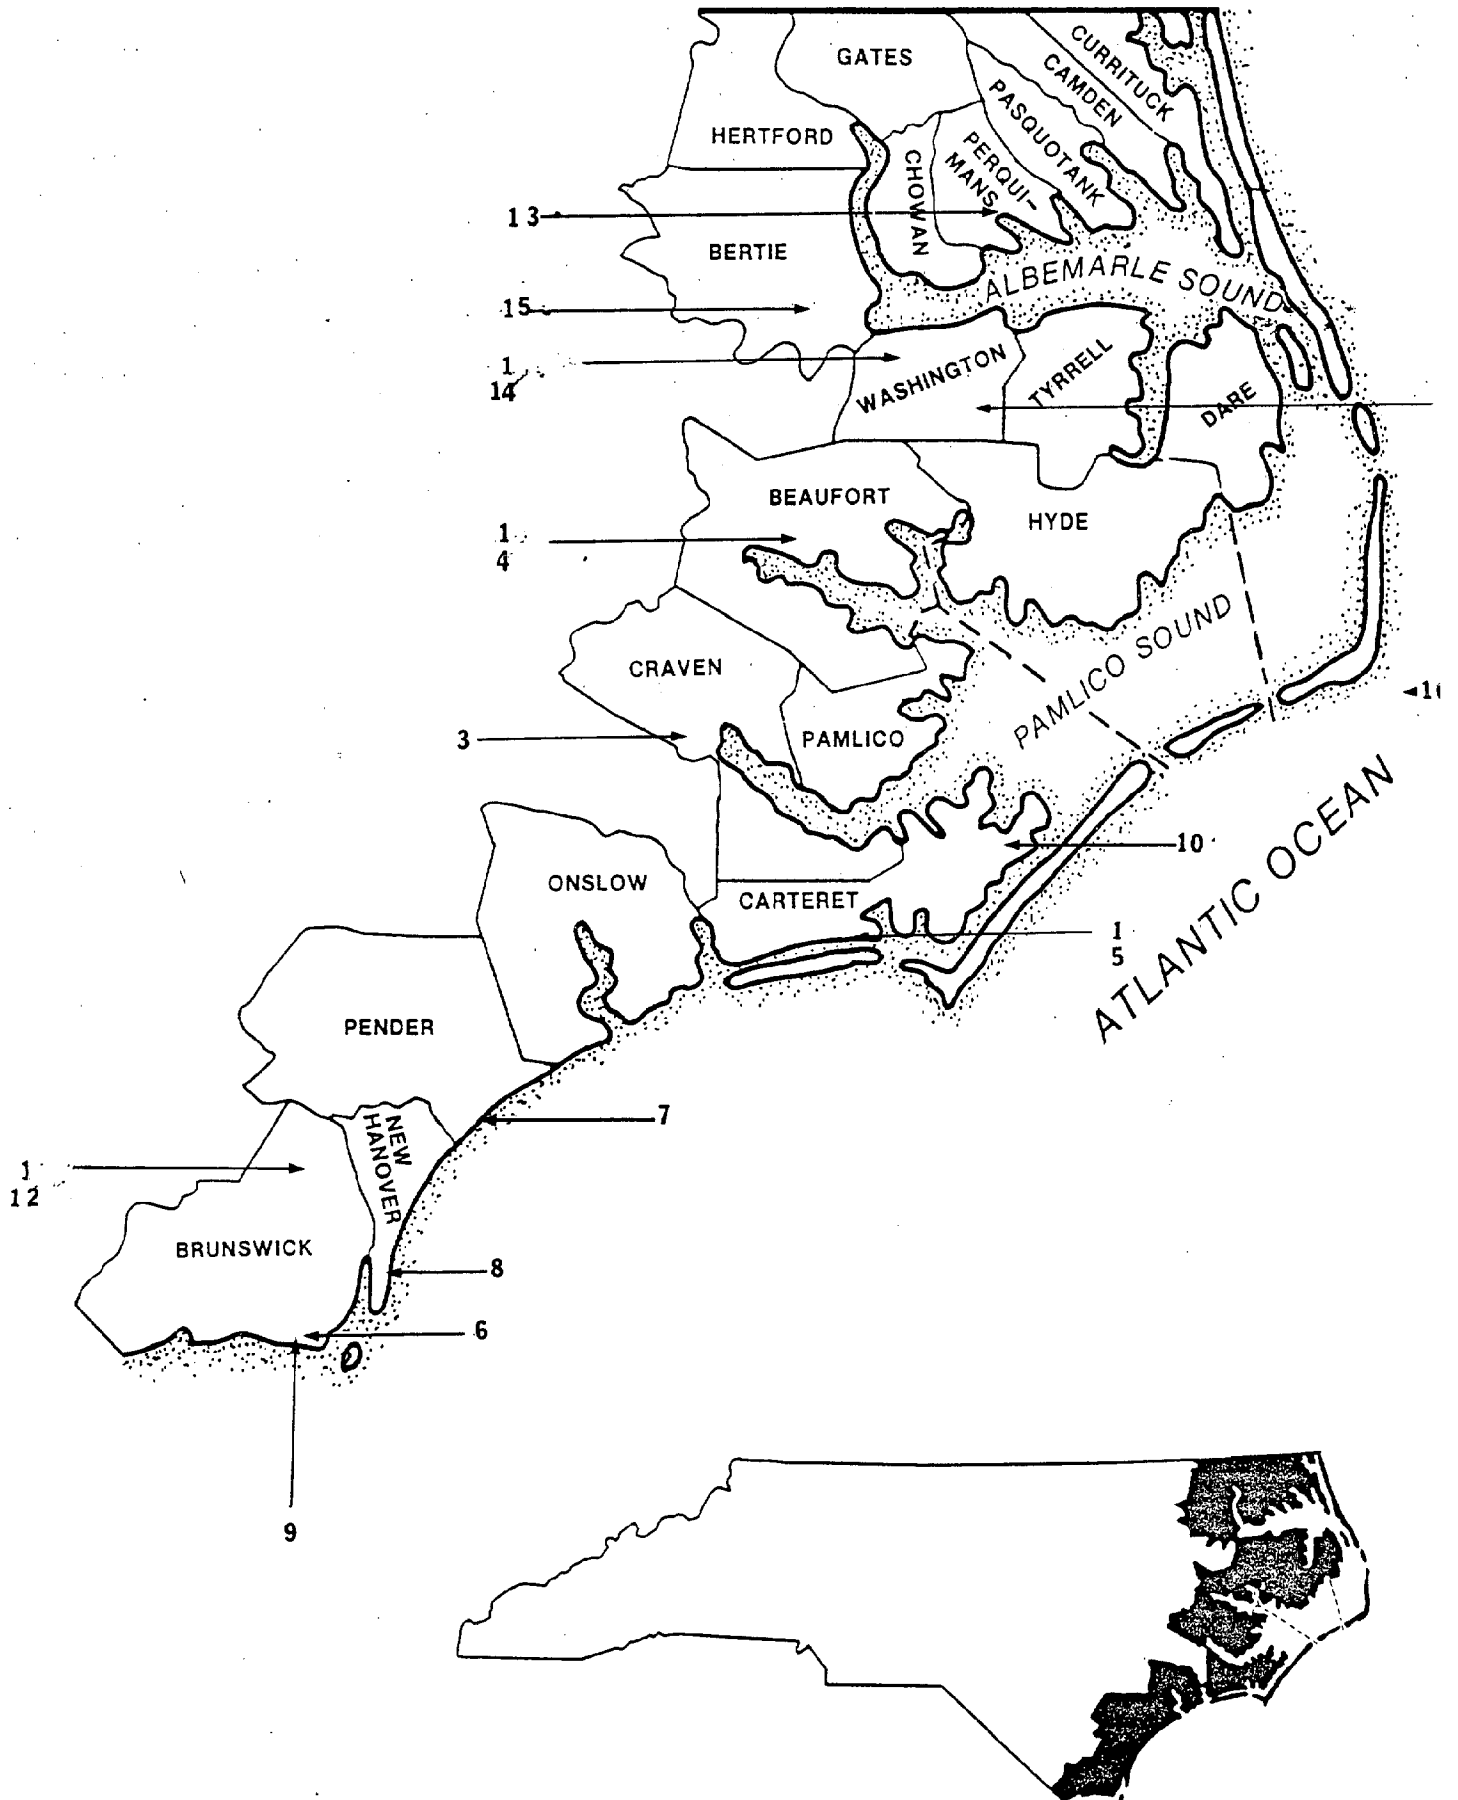 GATES
CURRITUCK
CAMDEN
PASQUOTANK
HERTFORD
PERQUI-
MANS
CHOWAN
13
BERTIE
ALBEMARLE SOUND
15
1
14
WASHINGTON
TYRRELL
DARE
BEAUFORT
HYDE
1
4
PAMLICO SOUND
CRAVEN
3
PAMLICO
ATLANTIC OCEAN
10
ONSLOW
CARTERET
1
5
PENDER
7
NEW
HANOVER
1
12
BRUNSWICK
8
6
9